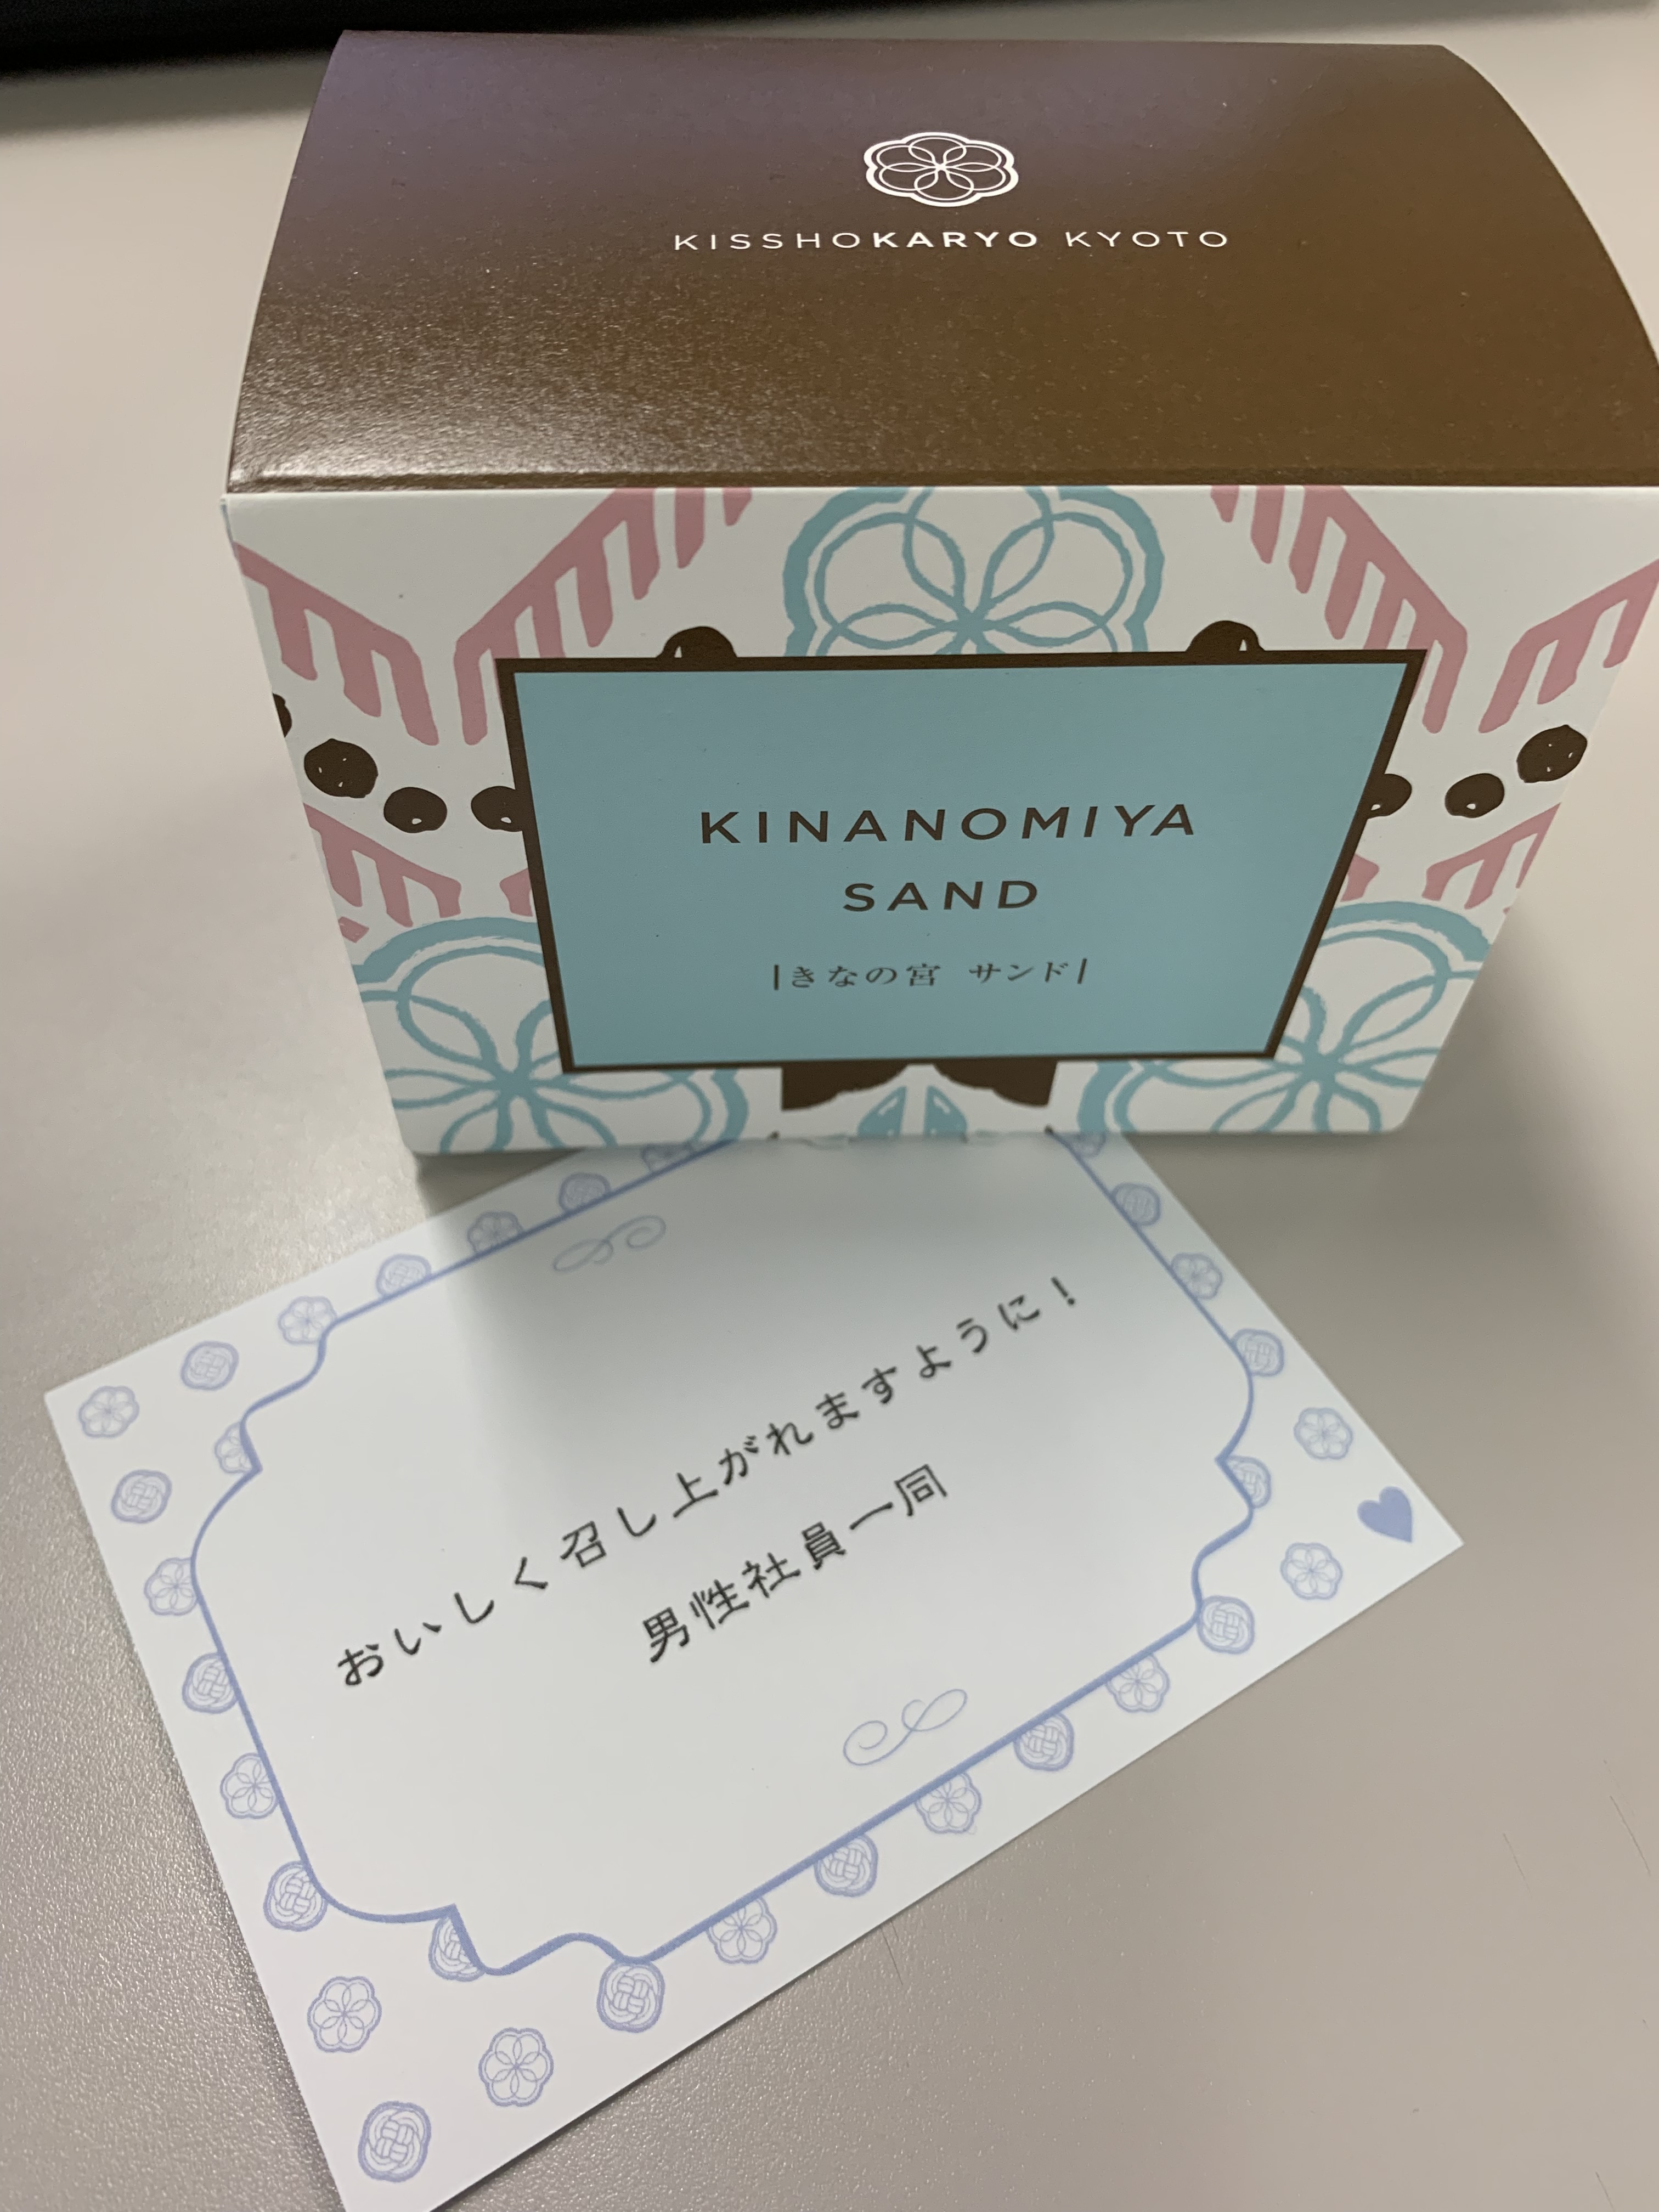 KISSHOKARYO KYOTO
KINANOMIYA
SAND
|きなの宮 サンド|
おいしく召し上がれますように!
男性社員一同